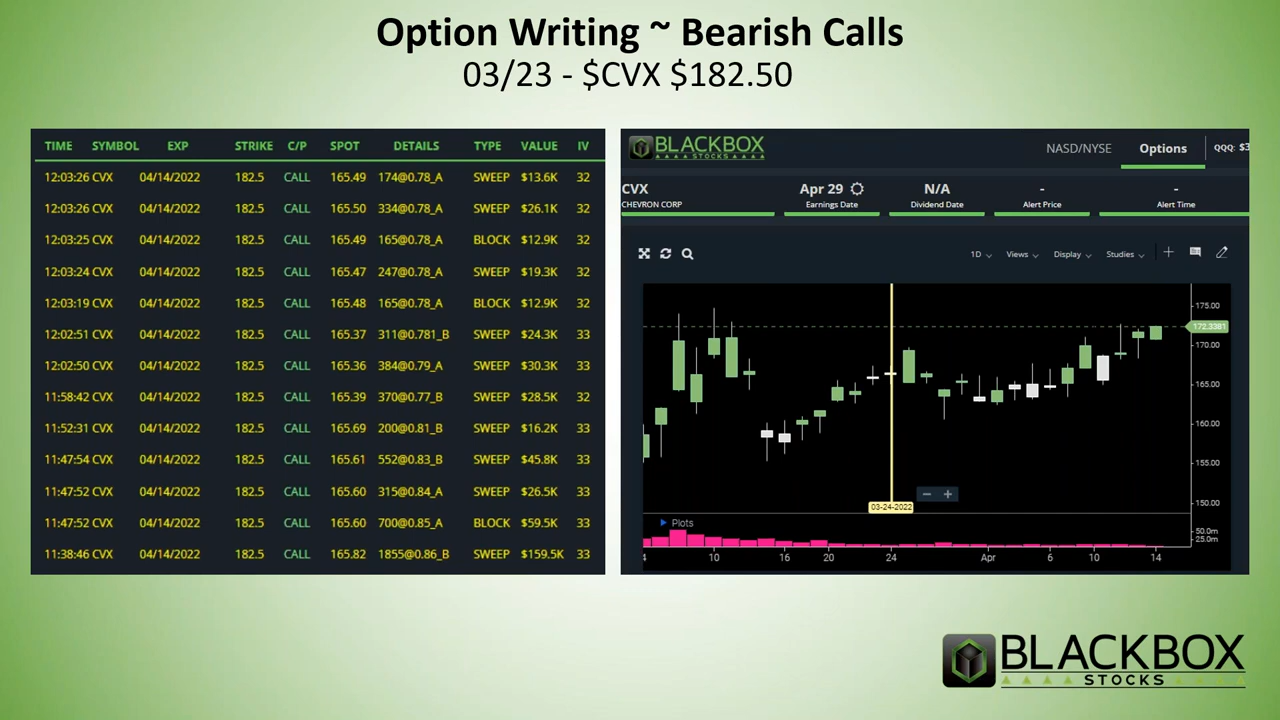 Option Writing ~ Bearish Calls
03/23 - $CVX $182.50
TIME SYMBOL EXP STRIKE C/P SPOT DETAILS TYPE VALUE IV
12:03:26 CVX 04/14/2022 182.5 CALL 165.49 174@0.78_A SWEEP $13.6K 32
12:03:26 CVX 04/14/2022 182.5 CALL 165.50 334@0.78_A SWEEP $26.1K 32
12:03:25 CVX 04/14/2022 182.5 CALL 165.49 165@0.78_A BLOCK $12.9K 32
12:03:24 CVX 04/14/2022 182.5 CALL 165.47 247@0.78_A SWEEP $19.3K 32
12:03:19 CVX 04/14/2022 182.5 CALL 165.48 165@0.78_A BLOCK $12.9K 32
12:02:51 CVX 04/14/2022 182.5 CALL 165.37 311@0.781_B SWEEP $24.3K 33
12:02:50 CVX 04/14/2022 182.5 CALL 165.36 384@0.79_A SWEEP $30.3K 33
11:58:42 CVX 04/14/2022 182.5 CALL 165.39 370@0.77_B SWEEP $28.5K 32
11:52:31 CVX 04/14/2022 182.5 CALL 165.69 200@0.81_B SWEEP $16.2K 33
11:47:54 CVX 04/14/2022 182.5 CALL 165.61 552@0.83_B SWEEP $45.8K 33
11:47:52 CVX 04/14/2022 182.5 CALL 165.60 315@0.84_A SWEEP $26.5K 33
11:47:52 CVX 04/14/2022 182.5 CALL 165.60 700@0.85_A BLOCK $59.5K 33
11:38:46 CVX 04/14/2022 182.5 CALL 165.82 1855@0.86_B SWEEP $159.5K 33
BLACKBOX
STOCKS
NASD/NYSE Options QQQ: $3
CVX Apr 29 N/A - -
CHEVRON CORP Earnings Date Dividend Date Alert Price Alert Time
1D Views Display Studies
175.00
172.3381
170.00
165.00
160.00
155.00
150.00
03-24-2022
Plots
50.0m
25.0m
4 10 16 20 24 Apr 6 10 14
BLACKBOX
STOCKS